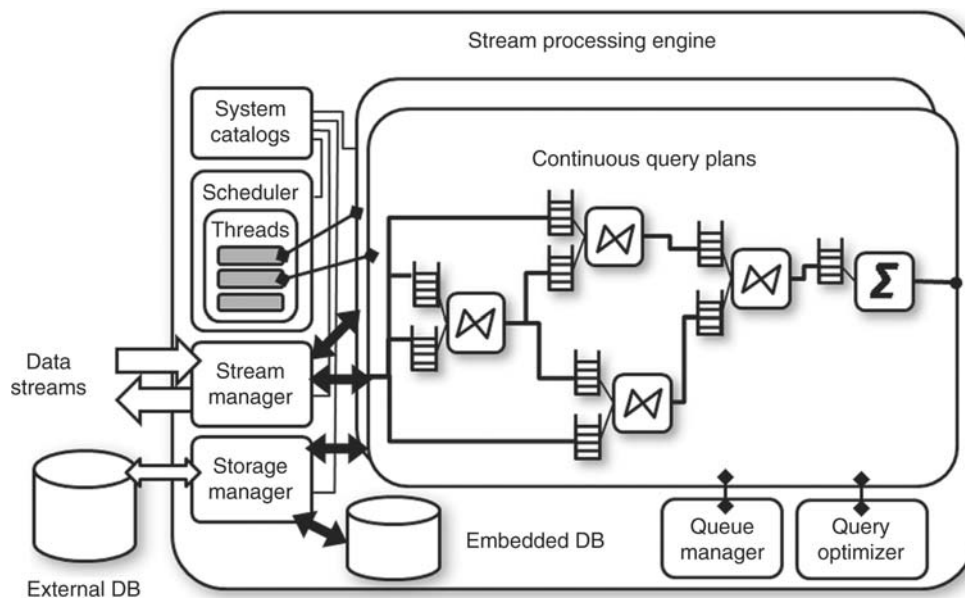 Stream processing engine
System
catalogs
Continuous query plans
Scheduler
Threads
Σ
Data
streams
Stream
manager
Storage
manager
Embedded DB
Queue
manager
Query
optimizer
External DB